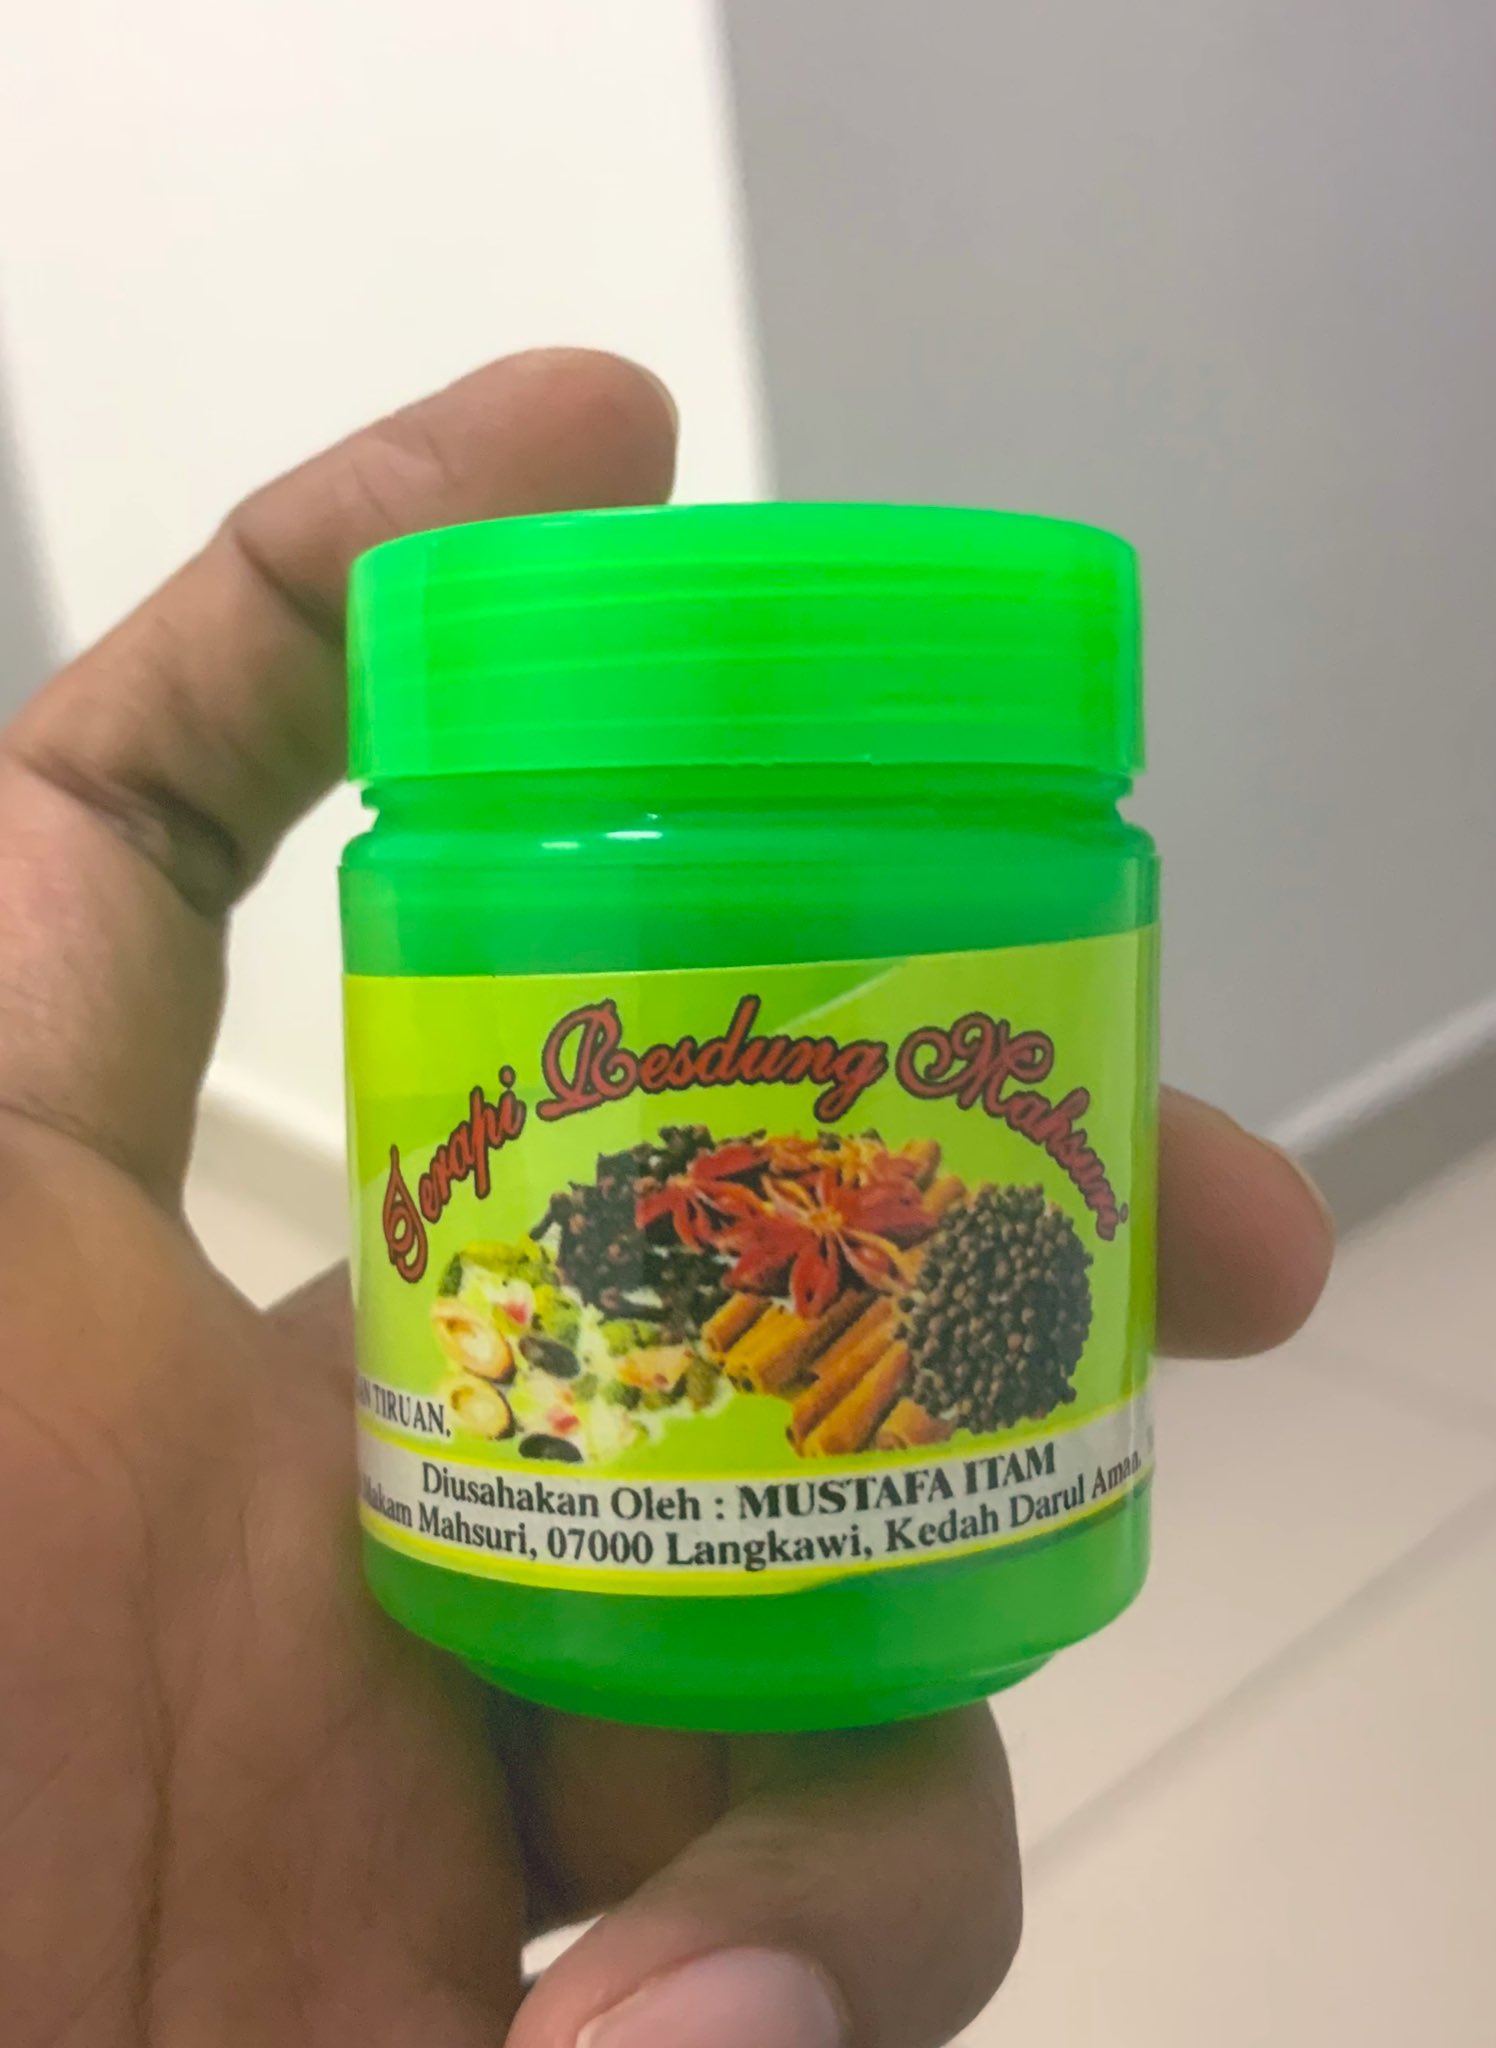 Terapi Resdung Mahsuri
TIRUAN.
Diusahakan Oleh : MUSTAFA ITAM
Makam Mahsuri, 07000 Langkawi, Kedah Darul Aman.